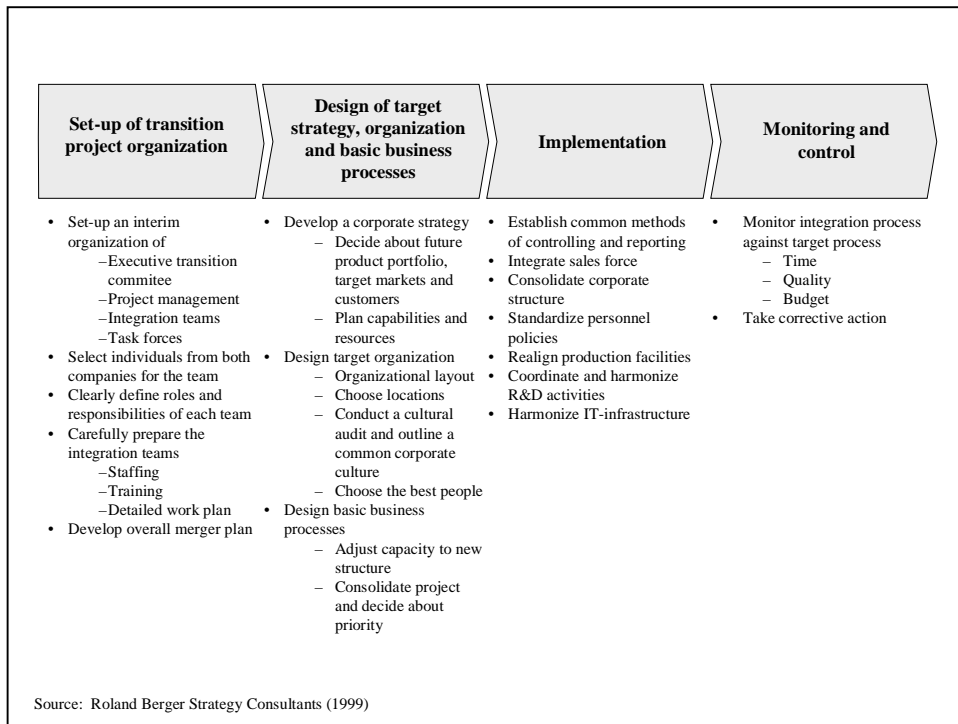 Set-up of transition
project organization
Design of target
strategy, organization
and basic business
processes
Implementation
Monitoring and
control
• Set-up an interim
organization of
–Executive transition
commitee
–Project management
–Integration teams
–Task forces
• Select individuals from both
companies for the team
• Clearly define roles and
responsibilities of each team
• Carefully prepare the
integration teams
–Staffing
–Training
–Detailed work plan
• Develop overall merger plan
• Develop a corporate strategy
– Decide about future
product portfolio,
target markets and
customers
– Plan capabilities and
resources
• Design target organization
– Organizational layout
– Choose locations
– Conduct a cultural
audit and outline a
common corporate
culture
– Choose the best people
• Design basic business
processes
– Adjust capacity to new
structure
– Consolidate project
and decide about
priority
• Establish common methods
of controlling and reporting
• Integrate sales force
• Consolidate corporate
structure
• Standardize personnel
policies
• Realign production facilities
• Coordinate and harmonize
R&D activities
• Harmonize IT-infrastructure
• Monitor integration process
against target process
– Time
– Quality
– Budget
• Take corrective action
Source: Roland Berger Strategy Consultants (1999)